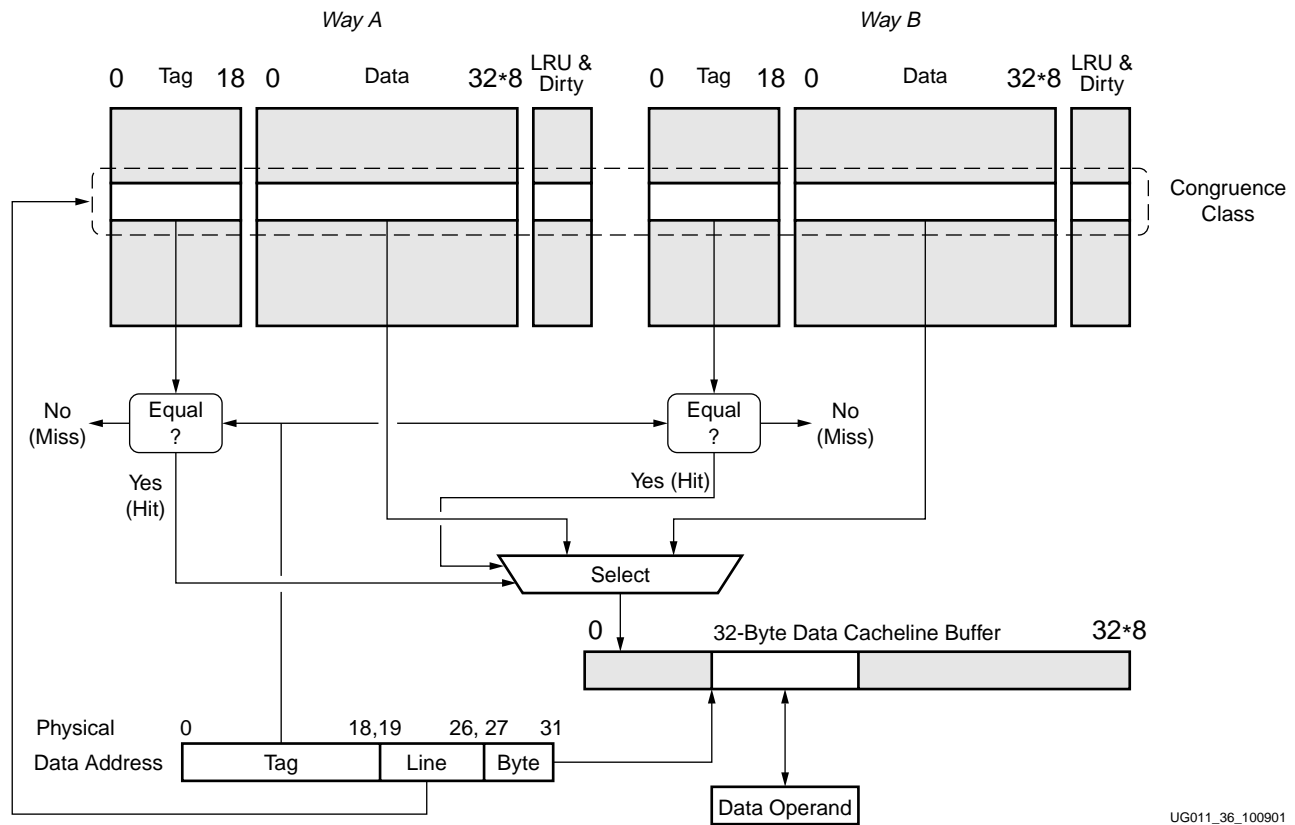 Way A
Way B
0 Tag 18 0 Data 32*8 LRU & Dirty
0 Tag 18 0 Data 32*8 LRU & Dirty
Congruence
Class
No
(Miss)
Equal
?
Equal
?
No
(Miss)
Yes
(Hit)
Yes (Hit)
Select
0 32-Byte Data Cacheline Buffer 32*8
Physical 0 18,19 26, 27 31
Data Address Tag Line Byte
Data Operand
UG011_36_100901